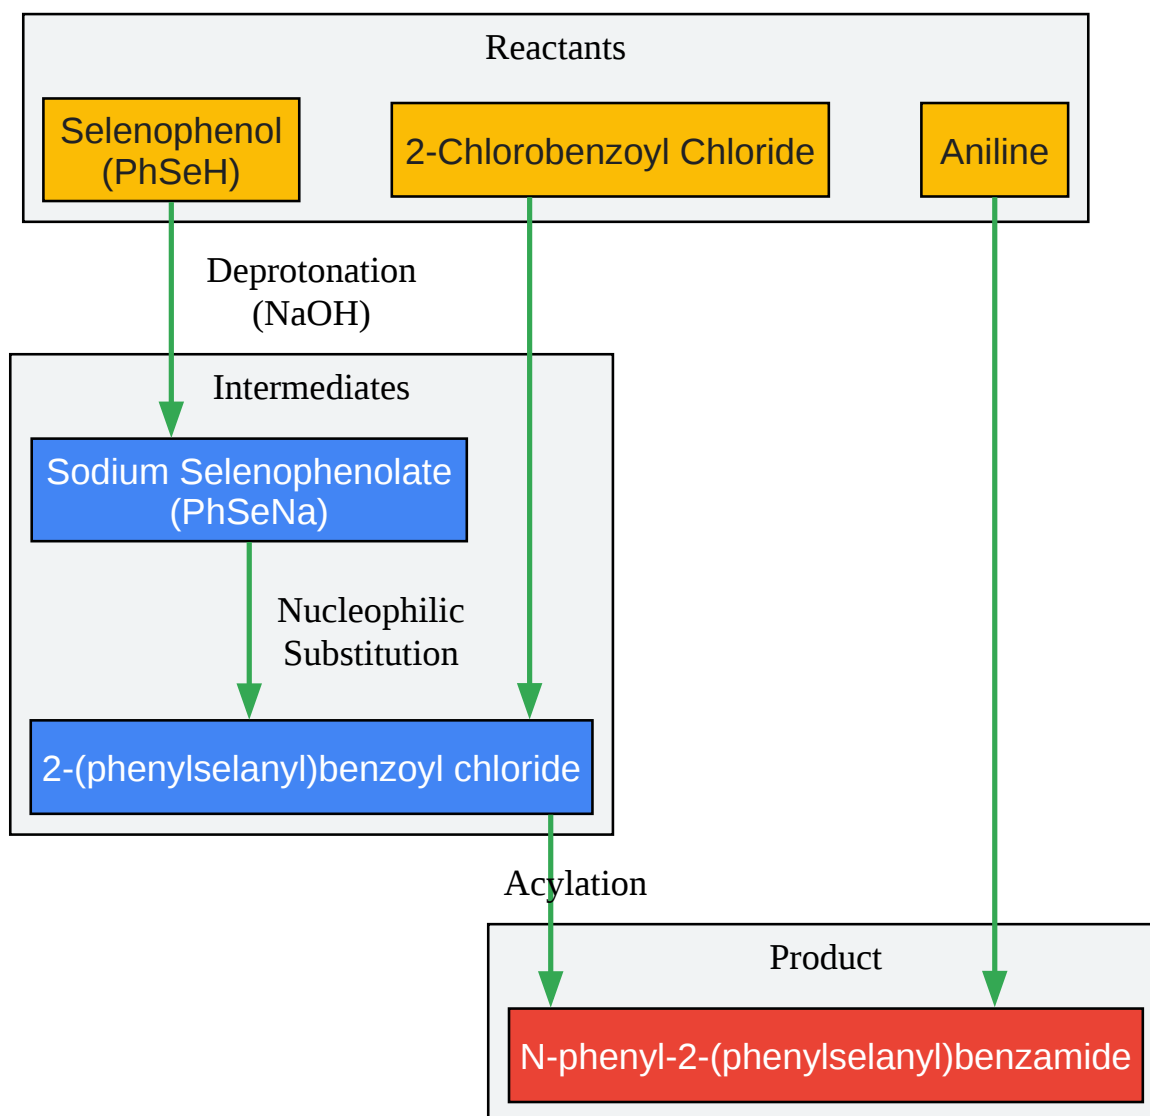 Reactants
Selenophenol
(PhSeH)
2-Chlorobenzoyl Chloride
Aniline
Deprotonation
(NaOH)
Intermediates
Sodium Selenophenolate
(PhSeNa)
Nucleophilic
Substitution
2-(phenylselanyl)benzoyl chloride
Acylation
Product
N-phenyl-2-(phenylselanyl)benzamide